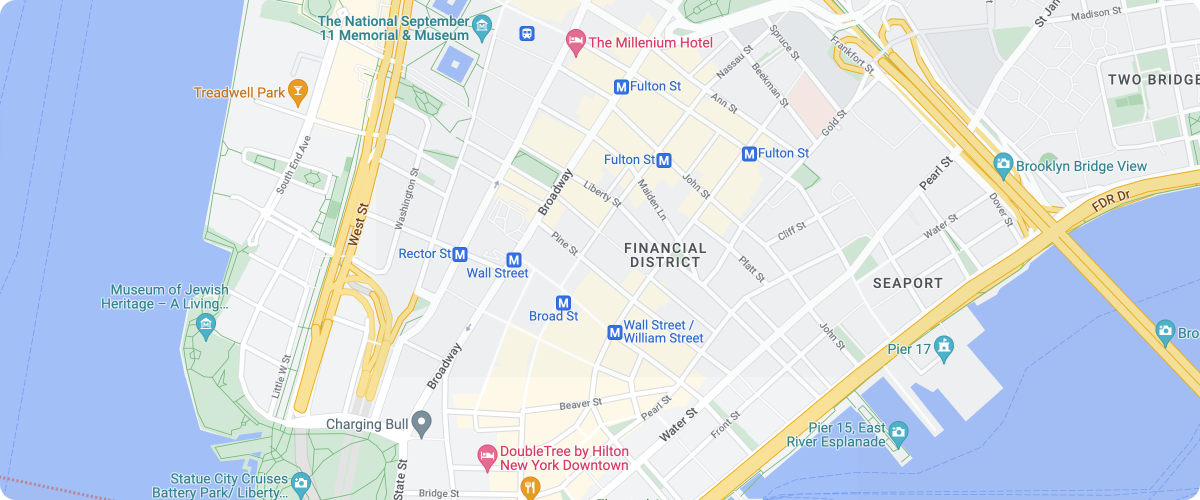 The National September
11 Memorial & Museum
The Millenium Hotel
St Jam
Madison St
Spruce St
Frankfort St
Nassau St
Beekman St
TWO BRIDGE
Treadwell Park
M Fulton St
Ann St
Gold St
South End Ave
Fulton St M
M Fulton St
Brooklyn Bridge View
Pearl St
John St
Maiden Ln
Liberty St
Broadway
Washington St
West St
FDR Dr
Dover St
Water St
Cliff St
Pine St
FINANCIAL
DISTRICT
Rector St M
M
Wall Street
Platt St
SEAPORT
Museum of Jewish
Heritage – A Living...
M
Broad St
M Wall Street /
William Street
John St
Bro
Pier 17
Broadway
Little W St
Beaver St
Pearl St
Water St
Front St
Charging Bull
Pier 15, East
River Esplanade
DoubleTree by Hilton
New York Downtown
State St
Statue City Cruises
Battery Park/ Liberty...
Bridge St